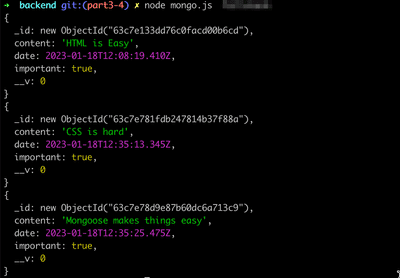 → backend git:(part3-4) ✗ node mongo.js
{
  _id: new ObjectId("63c7e133dd76c0facd00b6cd"),
  content: 'HTML is Easy',
  date: 2023-01-18T12:08:19.410Z,
  important: true,
  __v: 0
}
{
  _id: new ObjectId("63c7e781fdb247814b37f88a"),
  content: 'CSS is hard',
  date: 2023-01-18T12:35:13.345Z,
  important: true,
  __v: 0
}
{
  _id: new ObjectId("63c7e78d9e87b60dc6a713c9"),
  content: 'Mongoose makes things easy',
  date: 2023-01-18T12:35:25.475Z,
  important: true,
  __v: 0
}